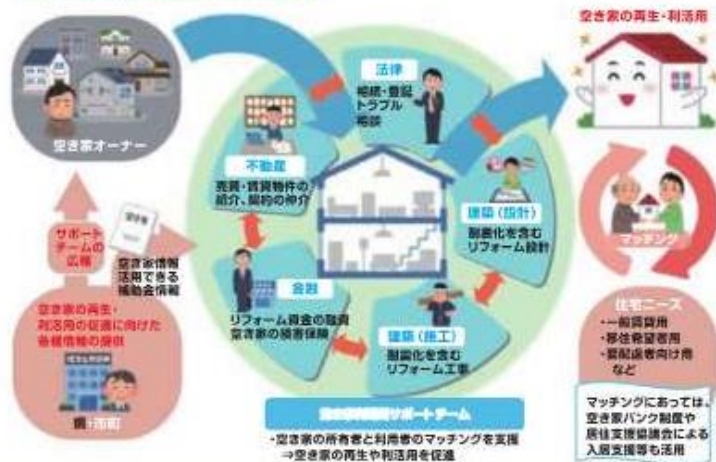 空き家の再生・利活用
空き家オーナー
法律
相続・登記
トラブル
相談
不動産
売買・賃貸物件の
紹介、契約の仲介
建築（設計）
耐震化を含む
リフォーム設計
金融
リフォーム資金の融資
空き家の損害保険
建築（施工）
耐震化を含む
リフォーム工事
サポート
チームの
広報
空き家情報
活用できる
補助金情報
空き家の再生・
利活用の促進に向けた
各種情報の提供
県・市町
マッチング
住宅ニーズ
・一般賃貸用
・移住希望者用
・要配慮者向け用
など
マッチングにあっては、
空き家バンク制度や
居住支援協議会による
入居支援等も活用
サポートチーム
・空き家の所有者と利用者のマッチングを支援
⇒空き家の再生や利活用を促進